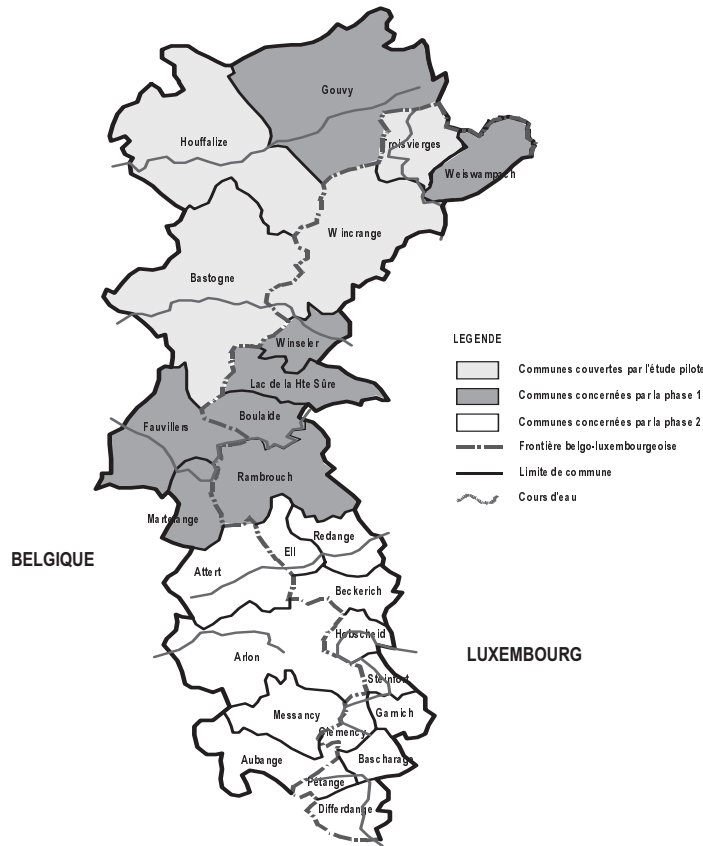 Gouvy
Houffalize
Troisvierges
Weiswampach
Wincrange
Bastogne
Winseler
LEGENDE
Communes couvertes par l'étude pilote
Lac de la Hte Sûre
Communes concernées par la phase 1
Boulaide
Communes concernées par la phase 2
Fauvillers
Frontière belgo-luxembourgeoise
Limite de commune
Rambrouch
Cours d'eau
Martelange
Redange
BELGIQUE
Ell
Attert
Beckerich
Hobscheid
Arlon
LUXEMBOURG
Steinfort
Messancy
Garnich
Clemency
Aubange
Bascharage
Pétange
Differdange